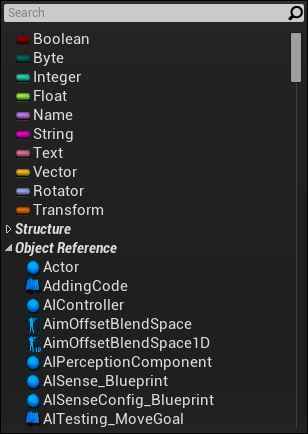 Search
Boolean
Byte
Integer
Float
Name
String
Text
Vector
Rotator
Transform
Structure
Object Reference
Actor
AddingCode
AIController
AimOffsetBlendSpace
AimOffsetBlendSpace1D
AIPerceptionComponent
AISense_Blueprint
AISenseConfig_Blueprint
AITesting_MoveGoal